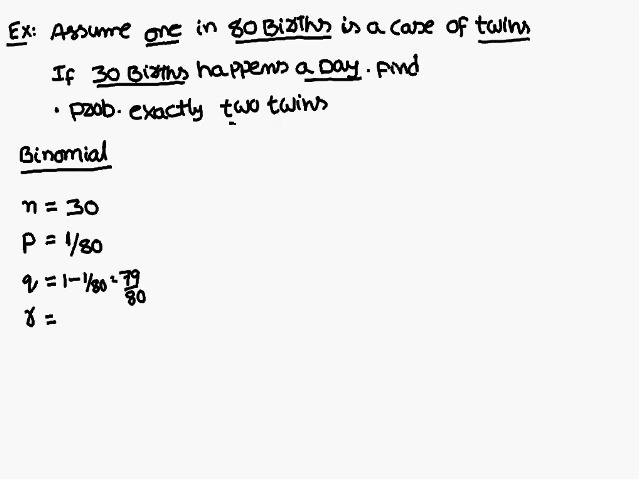 Ex: Assume one in 80 Births is a case of twins
If 30 Births happens a Day. Find
• Prob. exactly two twins
Binomial
n = 30
P = 1/80
q = 1 - 1/80 = 79/80
r =